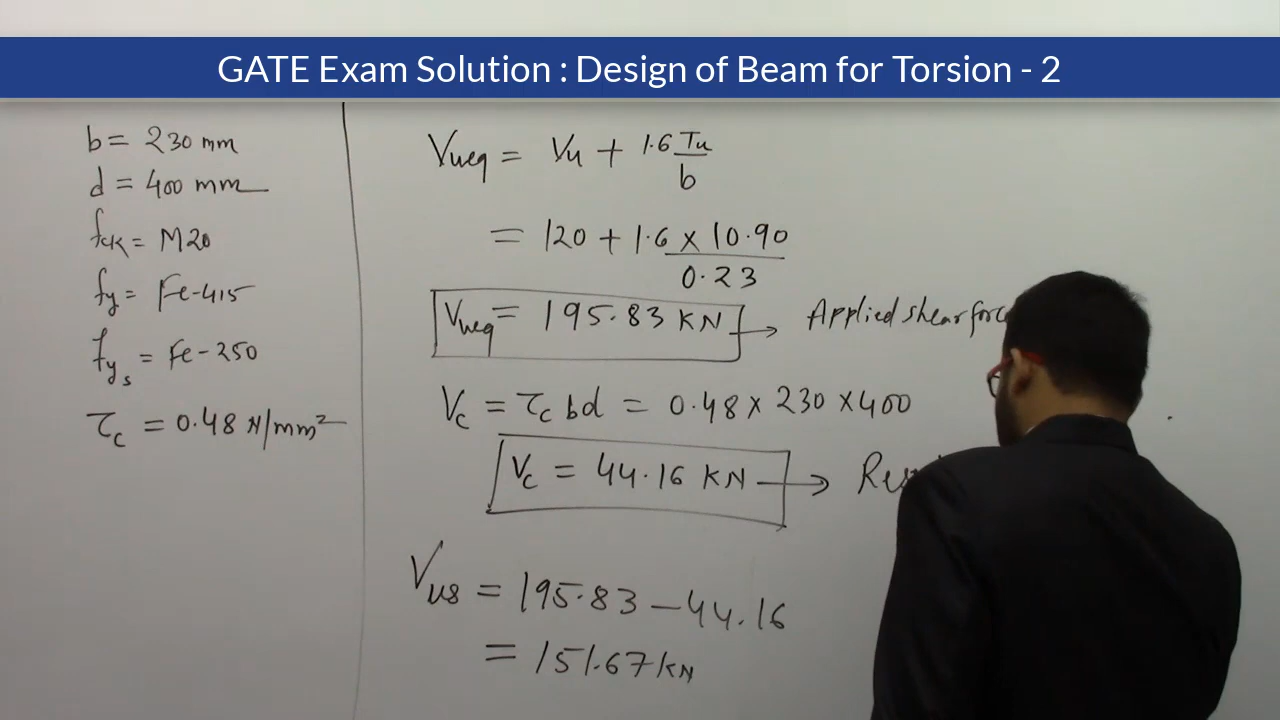 GATE Exam Solution : Design of Beam for Torsion - 2
b = 230 mm
d = 400 mm
fck = M20
fy = Fe-415
fys = Fe-250
τc = 0.48 N/mm²
Vueq = Vu + 1.6 Tu/b
= 120 + 1.6 x 10.90/0.23
Vueq = 195.83 KN → Applied shear
Vc = τc bd = 0.48 x 230 x 400
Vc = 44.16 KN →
Vus = 195.83 - 44.16
= 151.67 KN